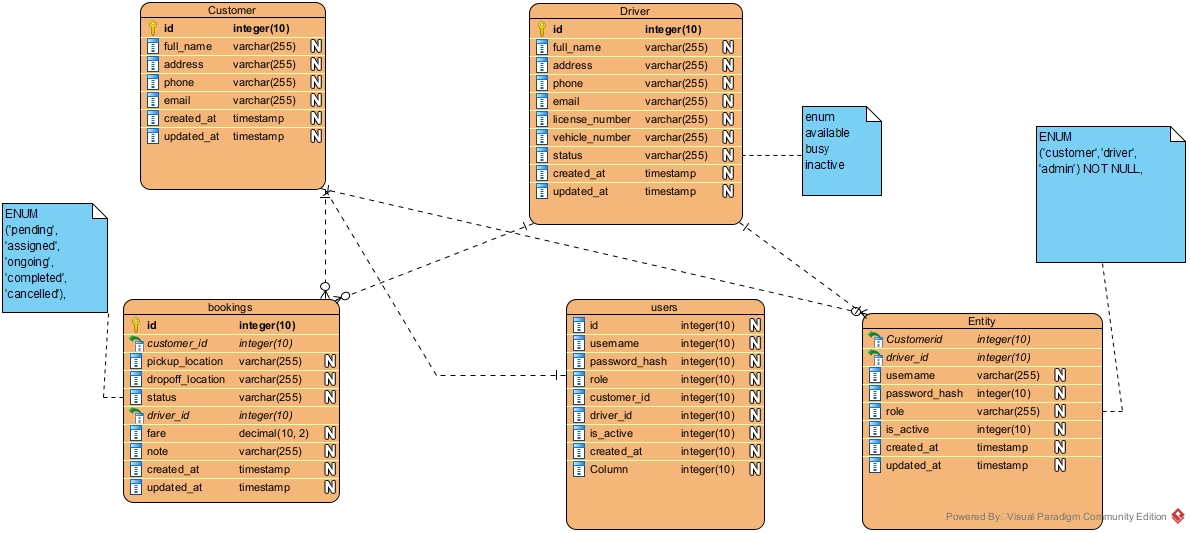 Customer
id integer(10)
full_name varchar(255) N
address varchar(255) N
phone varchar(255) N
email varchar(255) N
created_at timestamp N
updated_at timestamp N
Driver
id integer(10)
full_name varchar(255) N
address varchar(255) N
phone varchar(255) N
email varchar(255) N
license_number varchar(255) N
vehicle_number varchar(255) N
status varchar(255) N
created_at timestamp N
updated_at timestamp N
enum
available
busy
inactive
ENUM
('customer','driver',
'admin') NOT NULL,
ENUM
('pending',
'assigned',
'ongoing',
'completed',
'cancelled'),
bookings
id integer(10)
customer_id integer(10)
pickup_location varchar(255) N
dropoff_location varchar(255) N
status varchar(255) N
driver_id integer(10)
fare decimal(10, 2) N
note varchar(255) N
created_at timestamp N
updated_at timestamp N
users
id integer(10) N
username integer(10) N
password_hash integer(10) N
role integer(10) N
customer_id integer(10) N
driver_id integer(10) N
is_active integer(10) N
created_at integer(10) N
Column integer(10) N
Entity
Customerid integer(10)
driver_id integer(10)
username varchar(255) N
password_hash integer(10) N
role varchar(255) N
is_active integer(10) N
created_at timestamp N
updated_at timestamp N
Powered By Visual Paradigm Community Edition